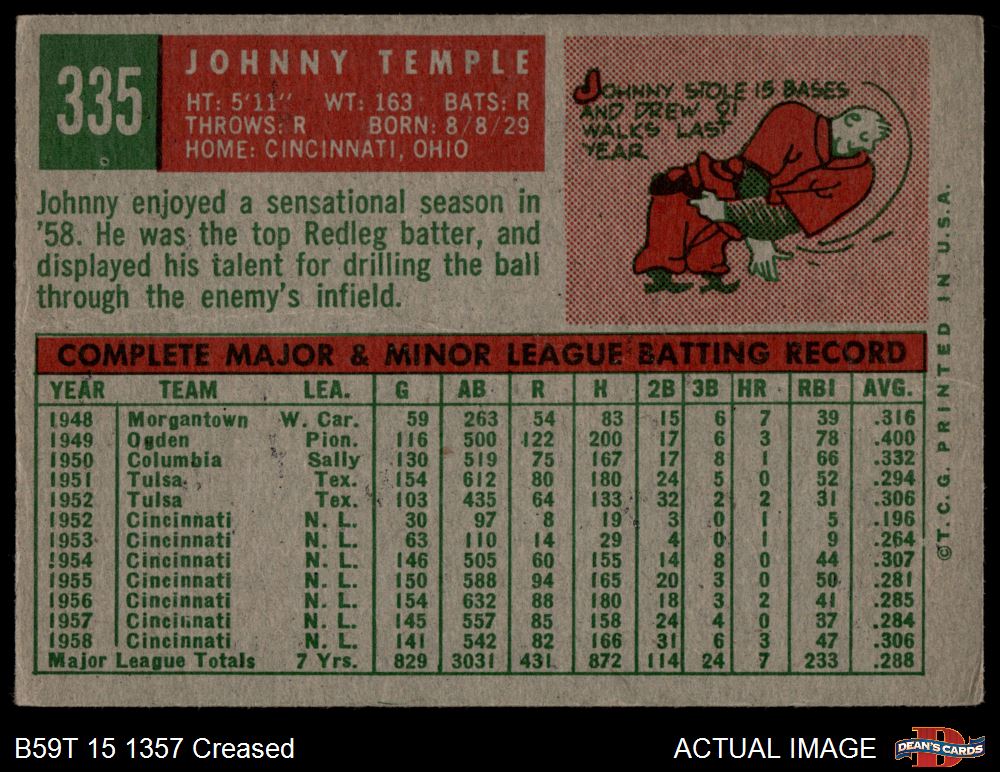 335
JOHNNY TEMPLE
HT: 5'11" WT: 163 BATS: R
THROWS: R BORN: 8/8/29
HOME: CINCINNATI, OHIO
JOHNNY STOLE 15 BASES
AND DREW 91
WALKS LAST
YEAR
Johnny enjoyed a sensational season in
'58. He was the top Redleg batter, and
displayed his talent for drilling the ball
through the enemy's infield.
COMPLETE MAJOR & MINOR LEAGUE BATTING RECORD
YEAR TEAM LEA. G AB R H 2B 3B HR RBI AVG.
1948 Morgantown W. Car. 59 263 54 83 15 6 7 39 .316
1949 Ogden Pion. 116 500 122 200 17 6 3 78 .400
1950 Columbia Sally 130 519 75 167 17 8 1 66 .332
1951 Tulsa Tex. 154 612 80 180 24 5 0 52 .294
1952 Tulsa Tex. 103 435 64 133 32 2 2 31 .306
1952 Cincinnati N. L. 30 97 8 19 3 0 1 5 .196
1953 Cincinnati N. L. 63 110 14 29 4 0 1 9 .264
1954 Cincinnati N. L. 146 505 60 155 14 8 0 44 .307
1955 Cincinnati N. L. 150 588 94 165 20 3 0 50 .281
1956 Cincinnati N. L. 154 632 88 180 18 3 2 41 .285
1957 Cincinnati N. L. 145 557 85 158 24 4 0 37 .284
1958 Cincinnati N. L. 141 542 82 166 31 6 3 47 .306
Major League Totals 7 Yrs. 829 3031 431 872 114 24 7 233 .288
©T. C. G. PRINTED IN U.S.A.
B59T 15 1357 Creased
ACTUAL IMAGE
DEAN'S CARDS